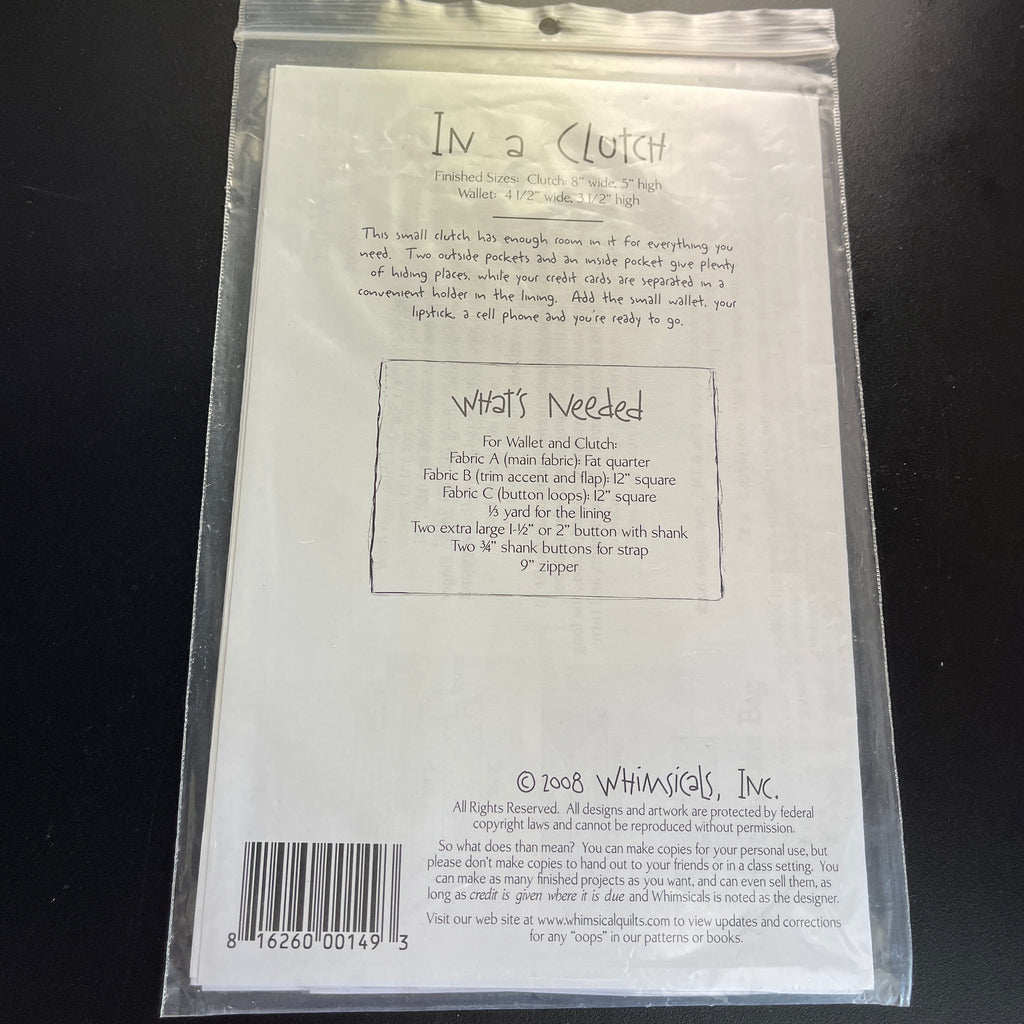 In a Clutch
Finished Sizes: Clutch: 8" wide, 5" high
Wallet: 4 1/2" wide, 3 1/2" high
This small clutch has enough room in it for everything you
need. Two outside pockets and an inside pocket give plenty
of hiding places, while your credit cards are separated in a
convenient holder in the lining. Add the small wallet, your
lipstick, a cell phone and you're ready to go.
What's Needed
For Wallet and Clutch:
Fabric A (main fabric): Fat quarter
Fabric B (trim accent and flap): 12" square
Fabric C (button loops): 12" square
⅓ yard for the lining
Two extra large 1-½" or 2" button with shank
Two ¾" shank buttons for strap
9" zipper
© 2008 Whimsicals, Inc.
All Rights Reserved. All designs and artwork are protected by federal
copyright laws and cannot be reproduced without permission.
So what does than mean? You can make copies for your personal use, but
please don't make copies to hand out to your friends or in a class setting. You
can make as many finished projects as you want, and can even sell them, as
long as credit is given where it is due and Whimsicals is noted as the designer.
Visit our web site at www.whimsicalquilts.com to view updates and corrections
for any "oops" in our patterns or books.
8 16260 00149 3